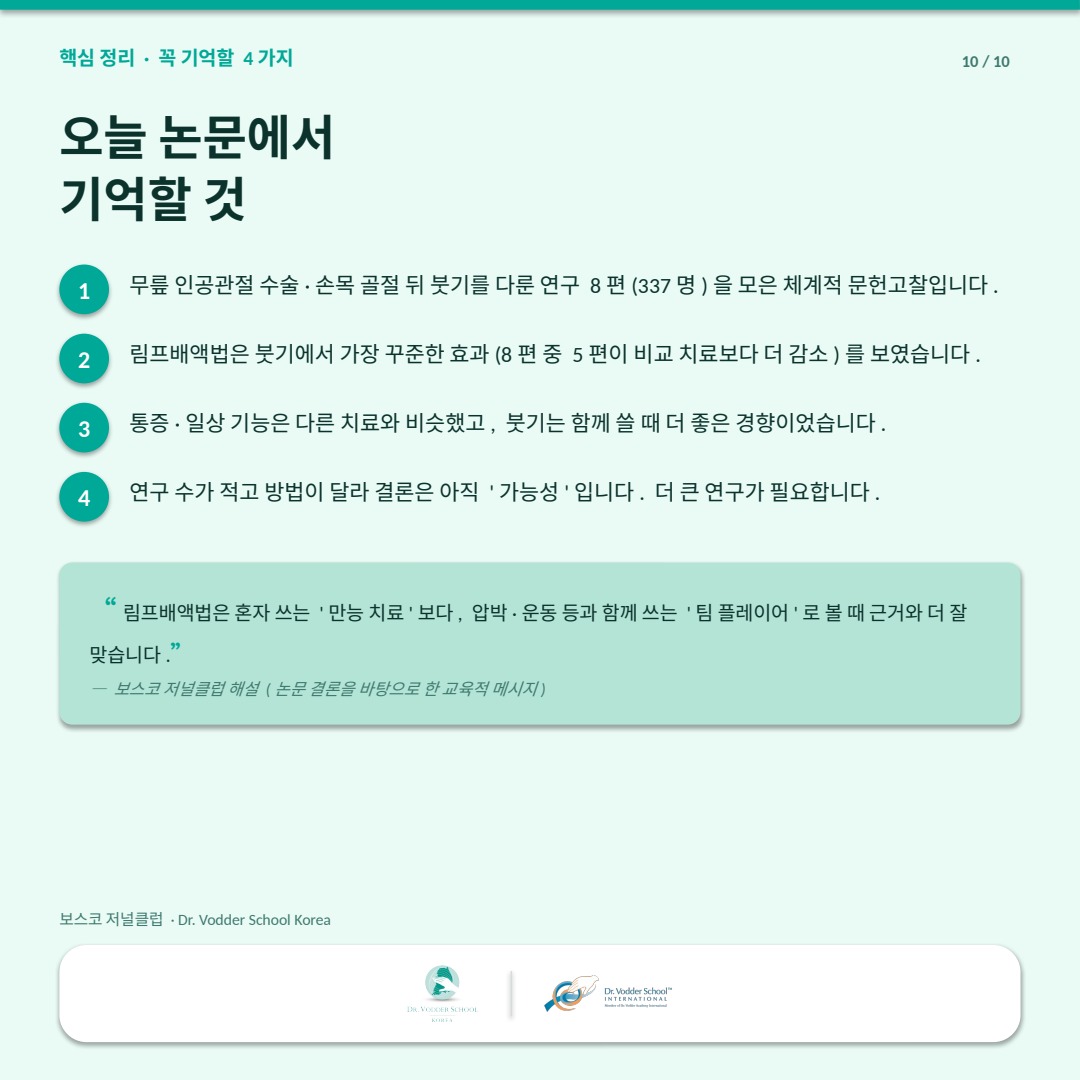 핵심 정리 · 꼭 기억할 4가지
10 / 10
오늘 논문에서
기억할 것
1 무릎 인공관절 수술·손목 골절 뒤 붓기를 다룬 연구 8편(337명)을 모은 체계적 문헌고찰입니다.
2 림프배액법은 붓기에서 가장 꾸준한 효과(8편 중 5편이 비교 치료보다 더 감소)를 보였습니다.
3 통증·일상 기능은 다른 치료와 비슷했고, 붓기는 함께 쓸 때 더 좋은 경향이었습니다.
4 연구 수가 적고 방법이 달라 결론은 아직 '가능성'입니다. 더 큰 연구가 필요합니다.
“림프배액법은 혼자 쓰는 '만능 치료'보다, 압박·운동 등과 함께 쓰는 '팀 플레이어'로 볼 때 근거와 더 잘
맞습니다.”
— 보스코 저널클럽 해설 (논문 결론을 바탕으로 한 교육적 메시지)
보스코 저널클럽 · Dr. Vodder School Korea
DR. VODDER SCHOOL
KOREA
Dr. Vodder School™
INTERNATIONAL
Member of Dr. Vodder Academy International